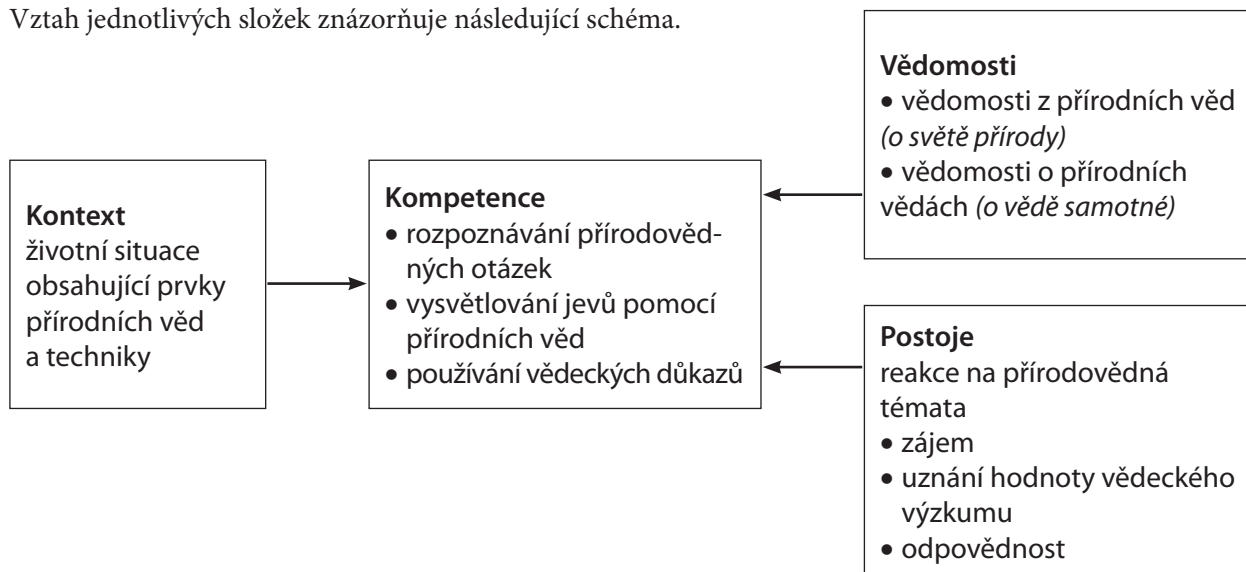 Vztah jednotlivých složek znázorňuje následující schéma.
Kontext
životní situace
obsahující prvky
přírodních věd
a techniky
Kompetence
• rozpoznávání přírodověd-
ných otázek
• vysvětlování jevů pomocí
přírodních věd
• používání vědeckých důkazů
Vědomosti
• vědomosti z přírodních věd
(o světě přírody)
• vědomosti o přírodních
vědách (o vědě samotné)
Postoje
reakce na přírodovědná
témata
• zájem
• uznání hodnoty vědeckého
výzkumu
• odpovědnost